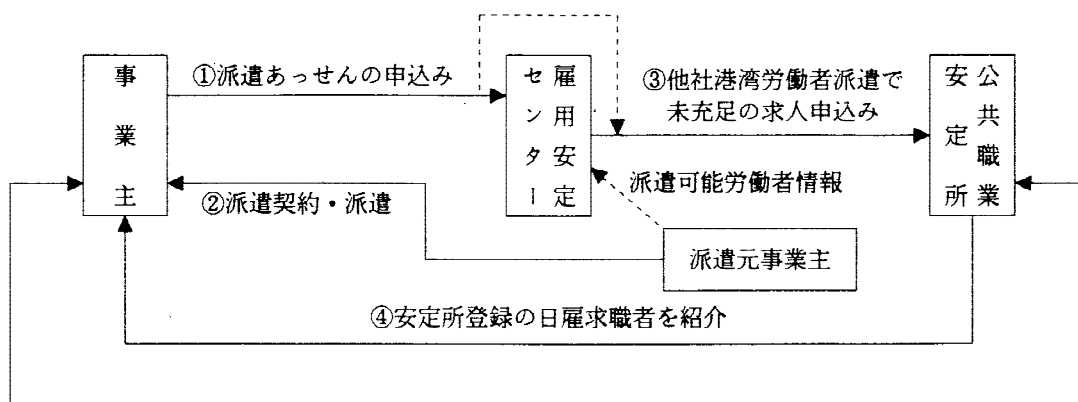 事業主
①派遣あっせんの申込み
雇用安定
センター
③他社港湾労働者派遣で
未充足の求人申込み
公共職業
安定所
②派遣契約・派遣
派遣可能労働者情報
派遣元事業主
④安定所登録の日雇求職者を紹介